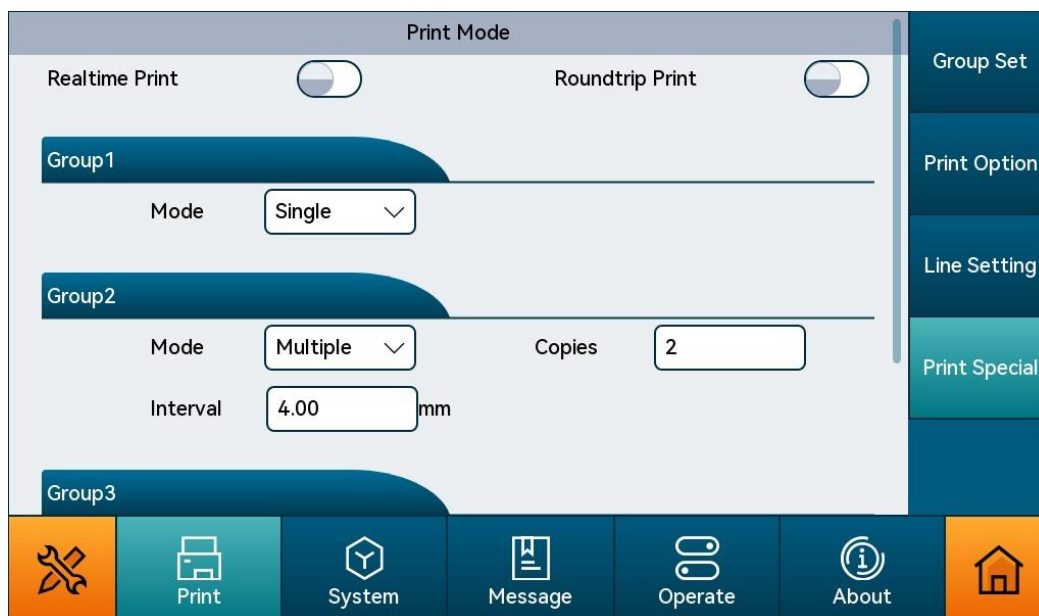 Print Mode
Realtime Print Roundtrip Print
Group1
Mode Single
Group2
Mode Multiple Copies 2
Interval 4.00 mm
Group3
Group Set
Print Option
Line Setting
Print Special
Print System Message Operate About